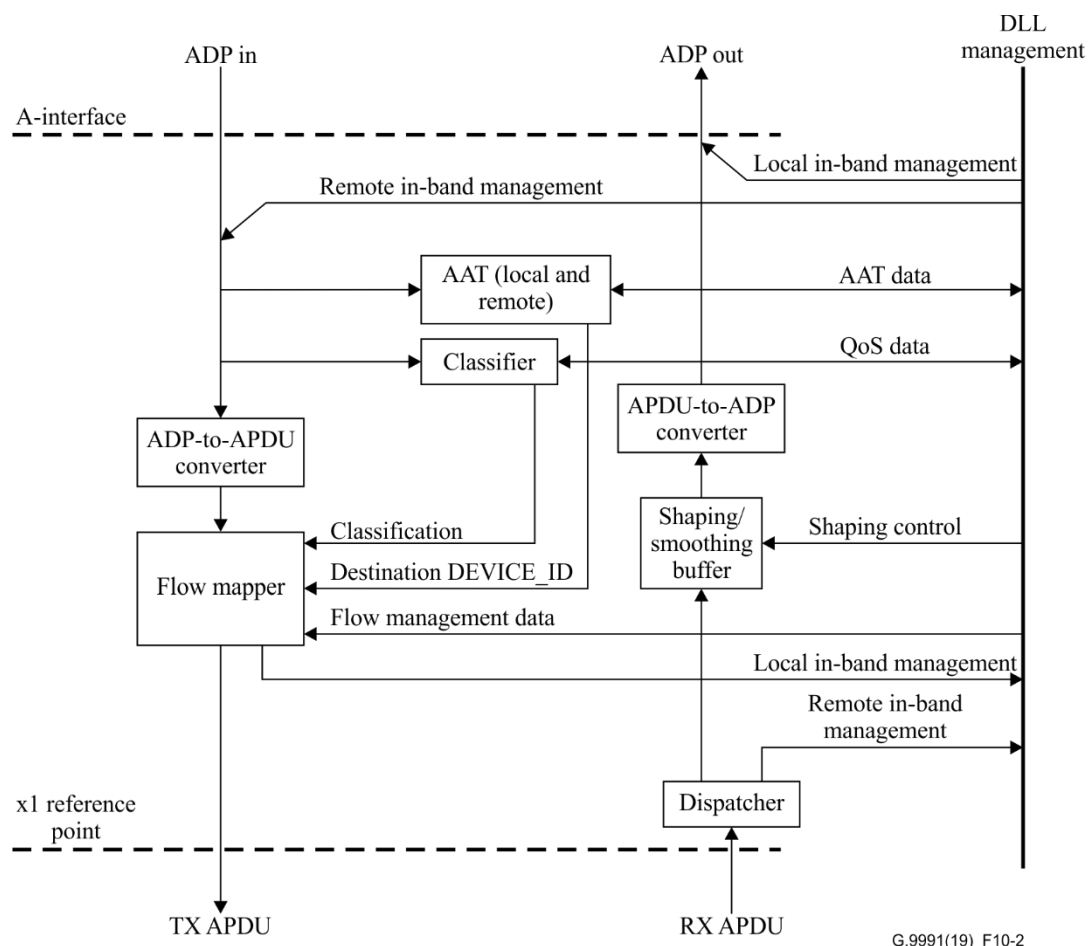 DLL
management
ADP in
ADP out
A-interface
Local in-band management
Remote in-band management
AAT (local and
remote)
AAT data
Classifier
QoS data
ADP-to-APDU
converter
APDU-to-ADP
converter
Classification
Shaping/
smoothing
buffer
Shaping control
Flow mapper
Destination DEVICE_ID
Flow management data
Local in-band management
Remote in-band
management
x1 reference
point
Dispatcher
TX APDU
RX APDU
G.9991(19)_F10-2